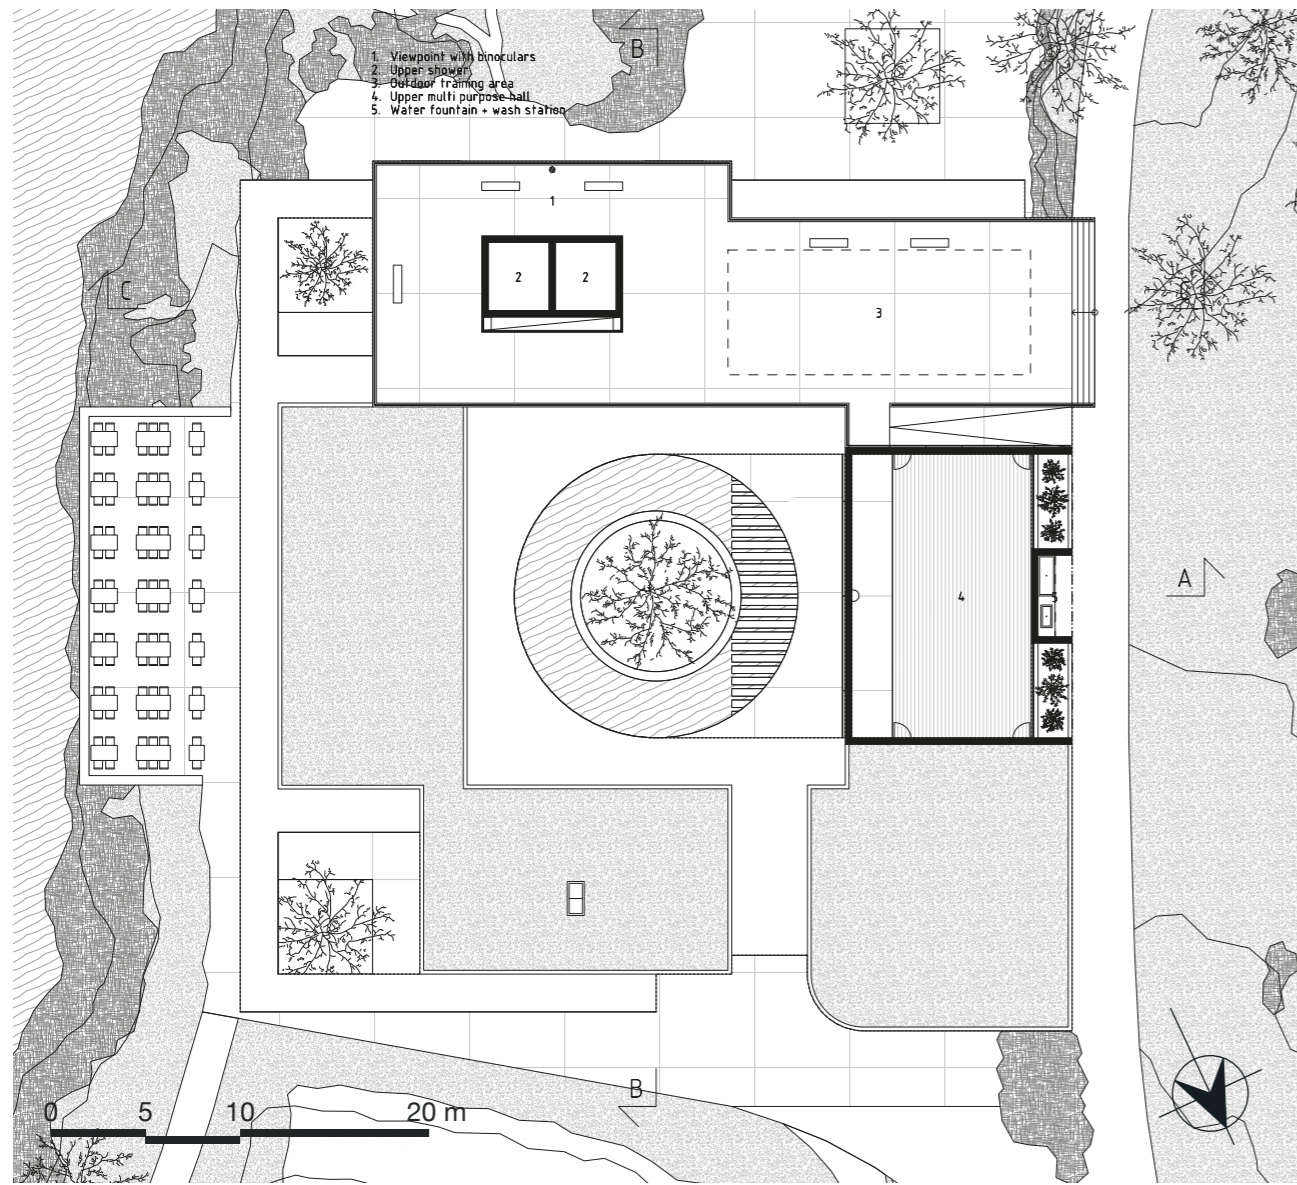 B
1. Viewpoint with binoculars
2. Upper shower
3. Outdoor training area
4. Upper multi purpose hall
5. Water fountain + wash station
1
2 2
C
3
A
4
5
B
0 5 10 20 m